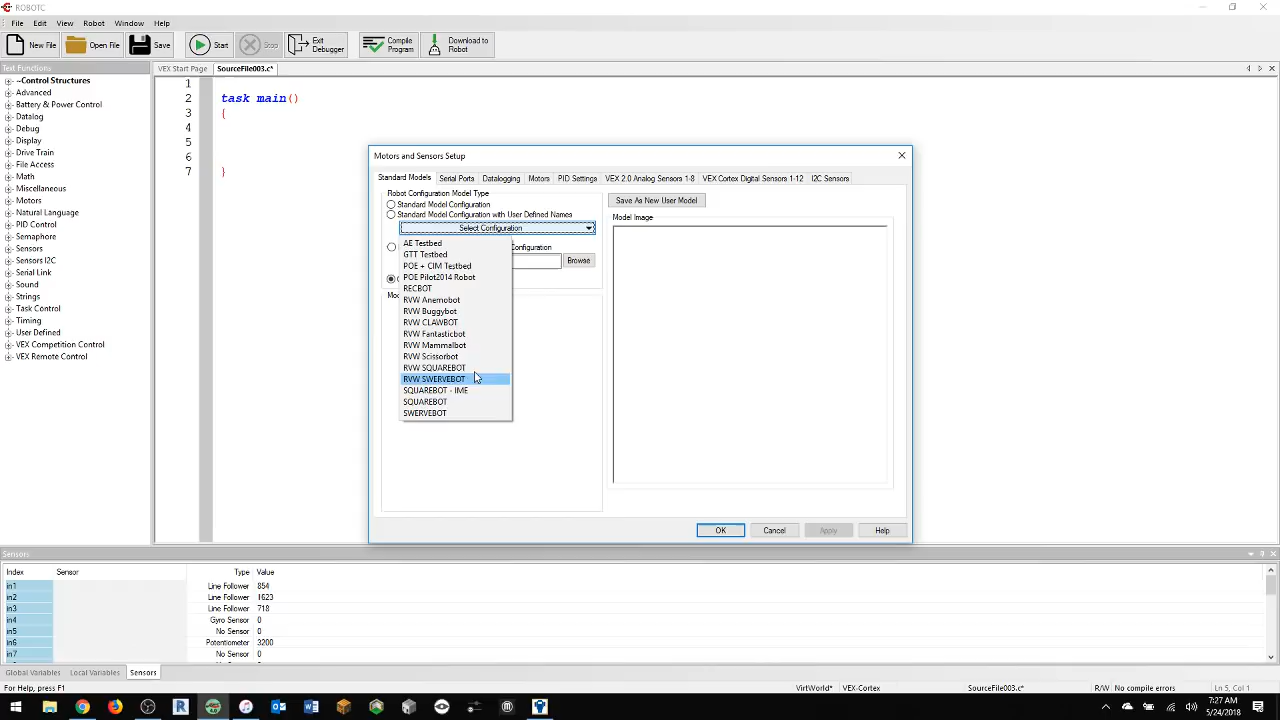 ROBOTC
File Edit View Robot Window Help
New File Open File Save Start Stop Exit Debugger Compile Program Download to Robot
Text Functions
VEX Start Page SourceFile003.c*
~Control Structures
Advanced
Battery & Power Control
Datalog
Debug
Display
Drive Train
File Access
Math
Miscellaneous
Motors
Natural Language
PID Control
Semaphore
Sensors
Sensors I2C
Serial Link
Sound
Strings
Task Control
Timing
User Defined
VEX Competition Control
VEX Remote Control
1
2 task main()
3 {
4
5
6
7 }
Motors and Sensors Setup
Standard Models Serial Ports Datalogging Motors PID Settings VEX 2.0 Analog Sensors 1-8 VEX Cortex Digital Sensors 1-12 I2C Sensors
Robot Configuration Model Type
Standard Model Configuration
Standard Model Configuration with User Defined Names
Select Configuration
Configuration
Browse
AE Testbed
GTT Testbed
POE + CIM Testbed
POE Pilot2014 Robot
RECBOT
RVW Anemobot
RVW Buggybot
RVW CLAWBOT
RVW Fantasticbot
RVW Mammalbot
RVW Scissorbot
RVW SQUAREBOT
RVW SWERVEBOT
SQUAREBOT - IME
SQUAREBOT
SWERVEBOT
Save As New User Model
Model Image
OK Cancel Apply Help
Sensors
Index Sensor Type Value
in1 Line Follower 854
in2 Line Follower 1623
in3 Line Follower 718
in4 Gyro Sensor 0
in5 No Sensor 0
in6 Potentiometer 3200
in7 No Sensor 0
Global Variables Local Variables Sensors
For Help, press F1 VirtWorld* VEX-Cortex SourceFile003.c* R/W No compile errors Ln 5, Col 1
7:27 AM
5/24/2018